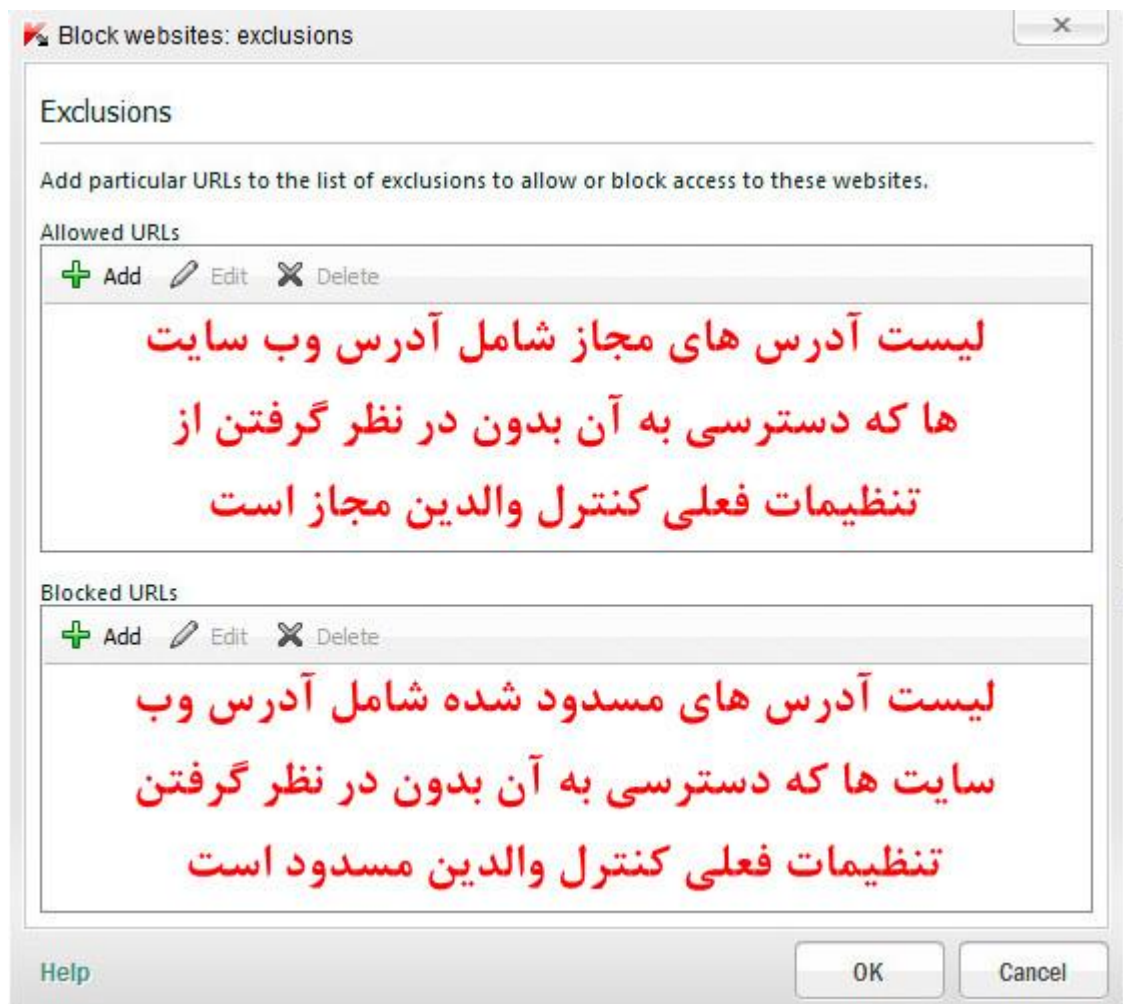 Block websites: exclusions
Exclusions
Add particular URLs to the list of exclusions to allow or block access to these websites.
Allowed URLs
Add Edit Delete
لیست آدرس های مجاز شامل آدرس وب سایت
ها که دسترسی به آن بدون در نظر گرفتن از
تنظیمات فعلی کنترل والدین مجاز است
Blocked URLs
Add Edit Delete
لیست آدرس های مسدود شده شامل آدرس وب
سایت ها که دسترسی به آن بدون در نظر گرفتن
تنظیمات فعلی کنترل والدین مسدود است
Help OK Cancel